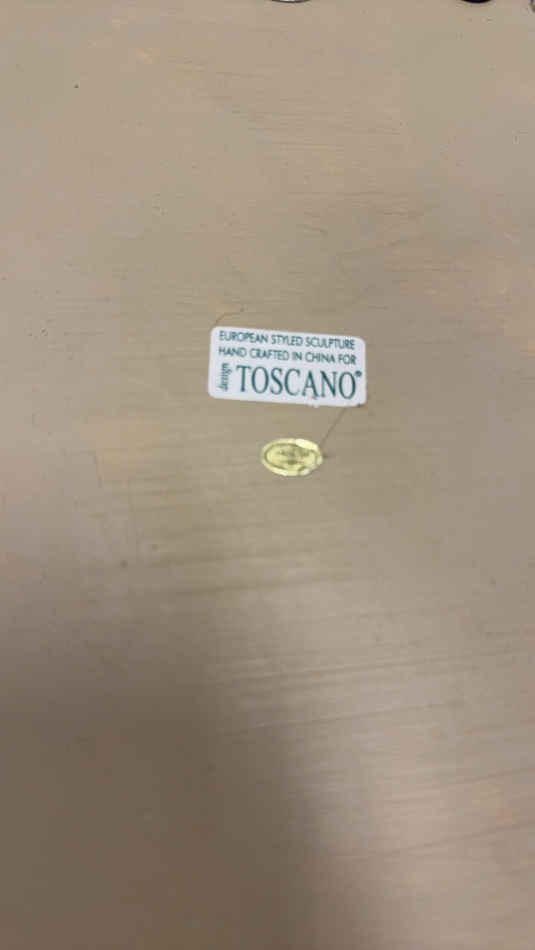 EUROPEAN STYLED SCULPTURE
HAND CRAFTED IN CHINA FOR
design TOSCANO®